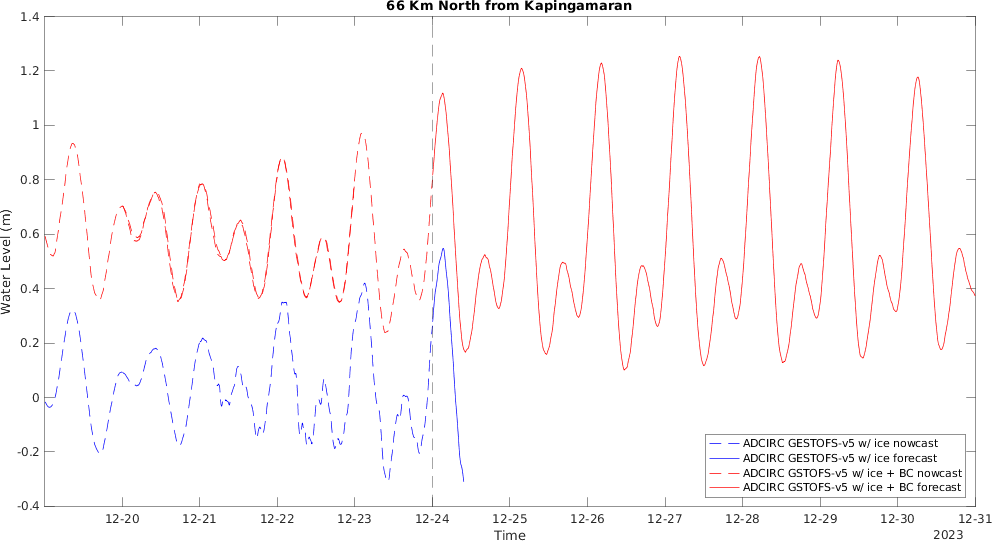 66 Km North from Kapingamaran
1.4
1.2
1
0.8
0.6
0.4
0.2
0
-0.2
-0.4
Water Level (m)
ADCIRC GESTOFS-v5 w/ ice nowcast
ADCIRC GESTOFS-v5 w/ ice forecast
ADCIRC GSTOFS-v5 w/ ice + BC nowcast
ADCIRC GSTOFS-v5 w/ ice + BC forecast
12-20 12-21 12-22 12-23 12-24 12-25 12-26 12-27 12-28 12-29 12-30 12-31
Time
2023